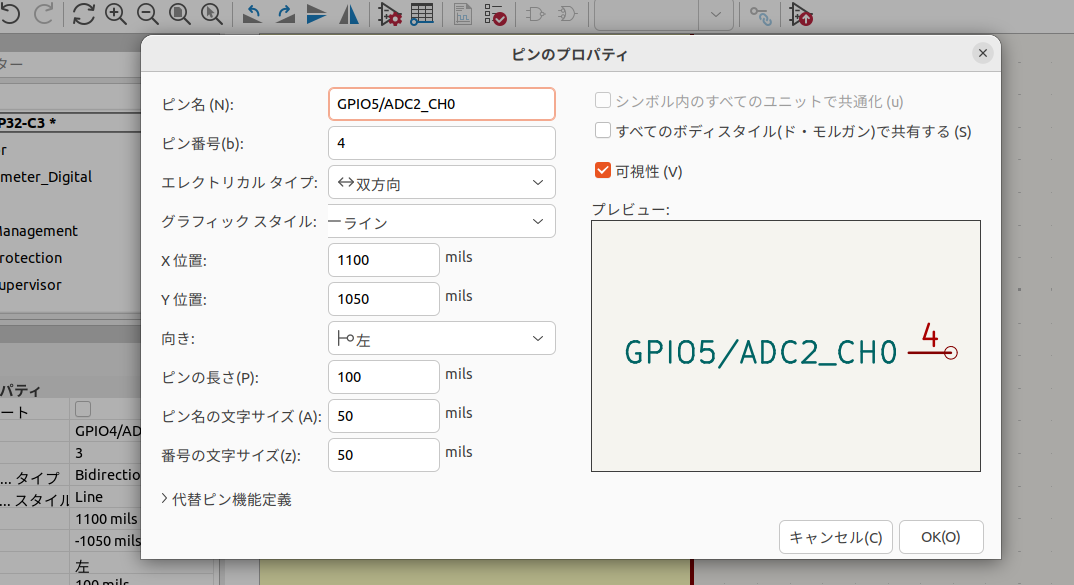 ピンのプロパティ
ター
P32-C3 *
r
meter_Digital
Management
rotection
upervisor
パティ
ート
GPIO4/AD
3
... タイプ Bidirectio
... スタイル Line
1100 mils
-1050 mils
左
100 mils
ピン名 (N): GPIO5/ADC2_CH0
ピン番号(b): 4
エレクトリカル タイプ: 双方向
グラフィック スタイル: ライン
X 位置: 1100 mils
Y 位置: 1050 mils
向き: 左
ピンの長さ(P): 100 mils
ピン名の文字サイズ (A): 50 mils
番号の文字サイズ(z): 50 mils
代替ピン機能定義
シンボル内のすべてのユニットで共通化 (u)
すべてのボディスタイル(ド・モルガン)で共有する (S)
可視性 (V)
プレビュー:
4
GPIO5/ADC2_CH0
キャンセル(C) OK(O)